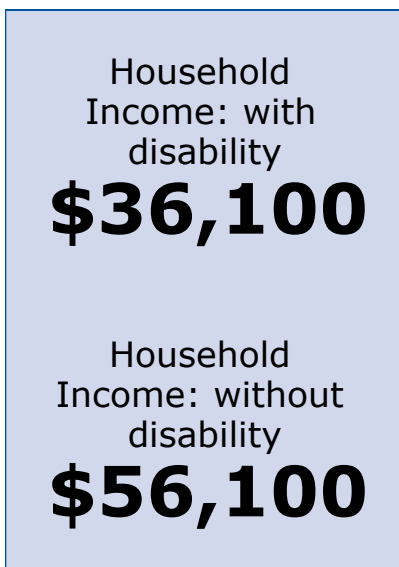 Household
Income: with
disability
$36,100
Household
Income: without
disability
$56,100